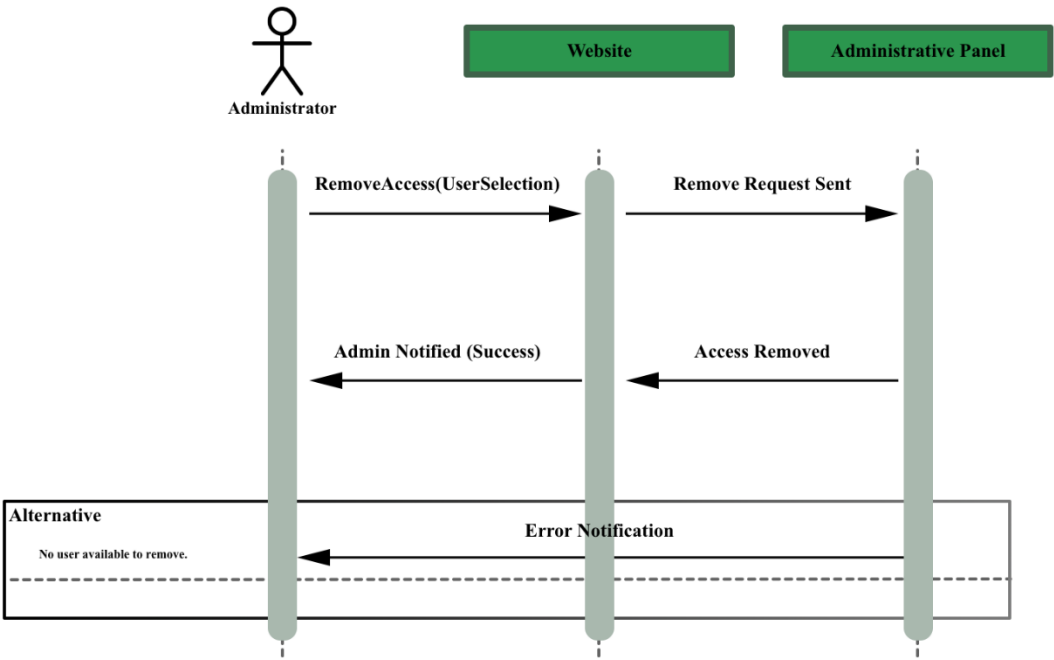 Administrator
Website
Administrative Panel
RemoveAccess(UserSelection)
Remove Request Sent
Admin Notified (Success)
Access Removed
Alternative
Error Notification
No user available to remove.